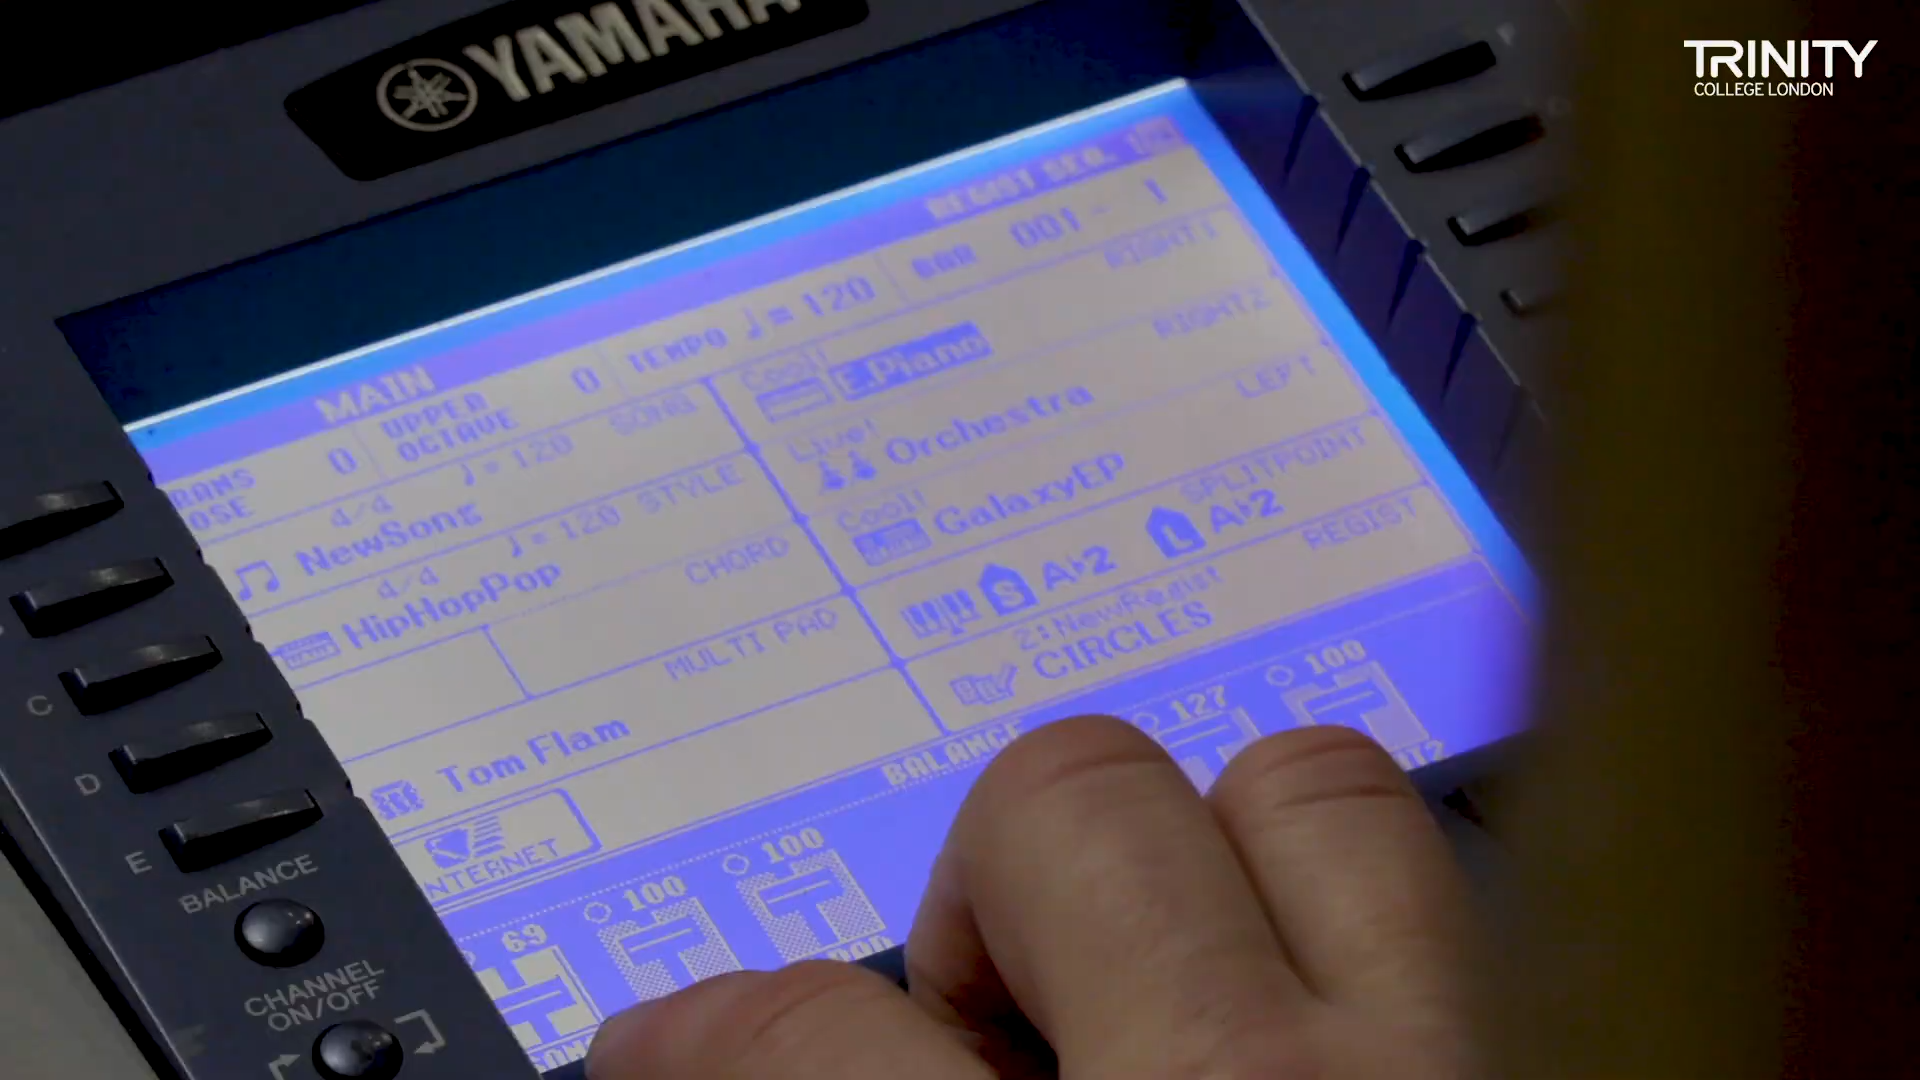 YAMAHA
TRINITY
COLLEGE LONDON
REGIST SEQ.
MAIN
UPPER
OCTAVE
0
0
TEMPO ♩= 120
BAR 001 - 1
4/4 ♩= 120 SONG
NewSong
4/4 ♩= 120 STYLE
HipHopPop
CHORD
MULTI PAD
Tom Flam
RIGHT1
Cool!
E.Piano
RIGHT2
Live!
Orchestra
LEFT
Cool!
GalaxyEP
SPLITPOINT
S A♭2 L A♭2
REGIST
2:NewRegist
CIRCLES
BALANCE
69
100
100
127
100
C
D
E
BALANCE
CHANNEL
ON/OFF